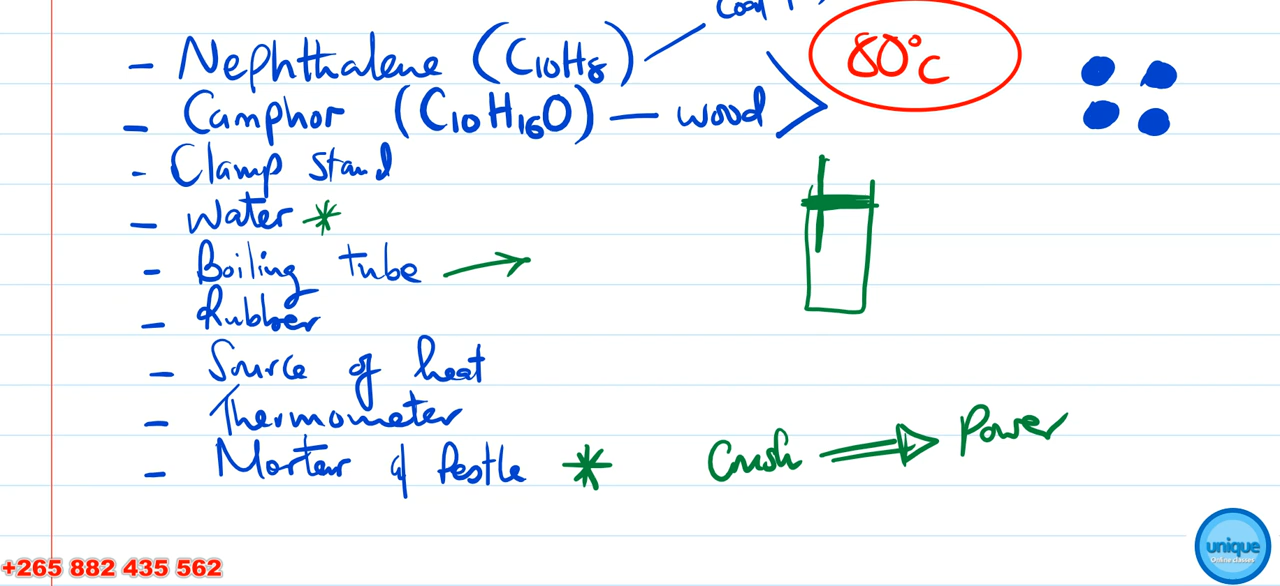 80°C
- Nephthalene (C10H8)
- Camphor (C10H16O) — wood
- Clamp stand
- Water *
- Boiling tube →
- Rubber
- Source of heat
- Thermometer
- Mortar & Pestle *
Crush ⇒ Power
unique
Online classes
+265 882 435 562